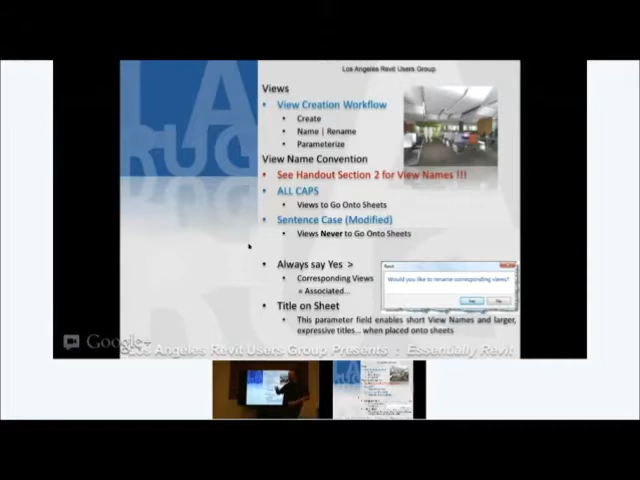 Los Angeles Revit Users Group
Views
• View Creation Workflow
• Create
• Name | Rename
• Parameterize
View Name Convention
• See Handout Section 2 for View Names !!!
• ALL CAPS
• Views to Go Onto Sheets
• Sentence Case (Modified)
• Views Never to Go Onto Sheets
• Always say Yes >
• Corresponding Views
« Associated...
Would you like to rename corresponding views?
Yes
No
• Title on Sheet
• This parameter field enables short View Names and larger,
expressive titles... when placed onto sheets
Google+
Los Angeles Revit Users Group Presents : Essentially Revit
LA
RUG